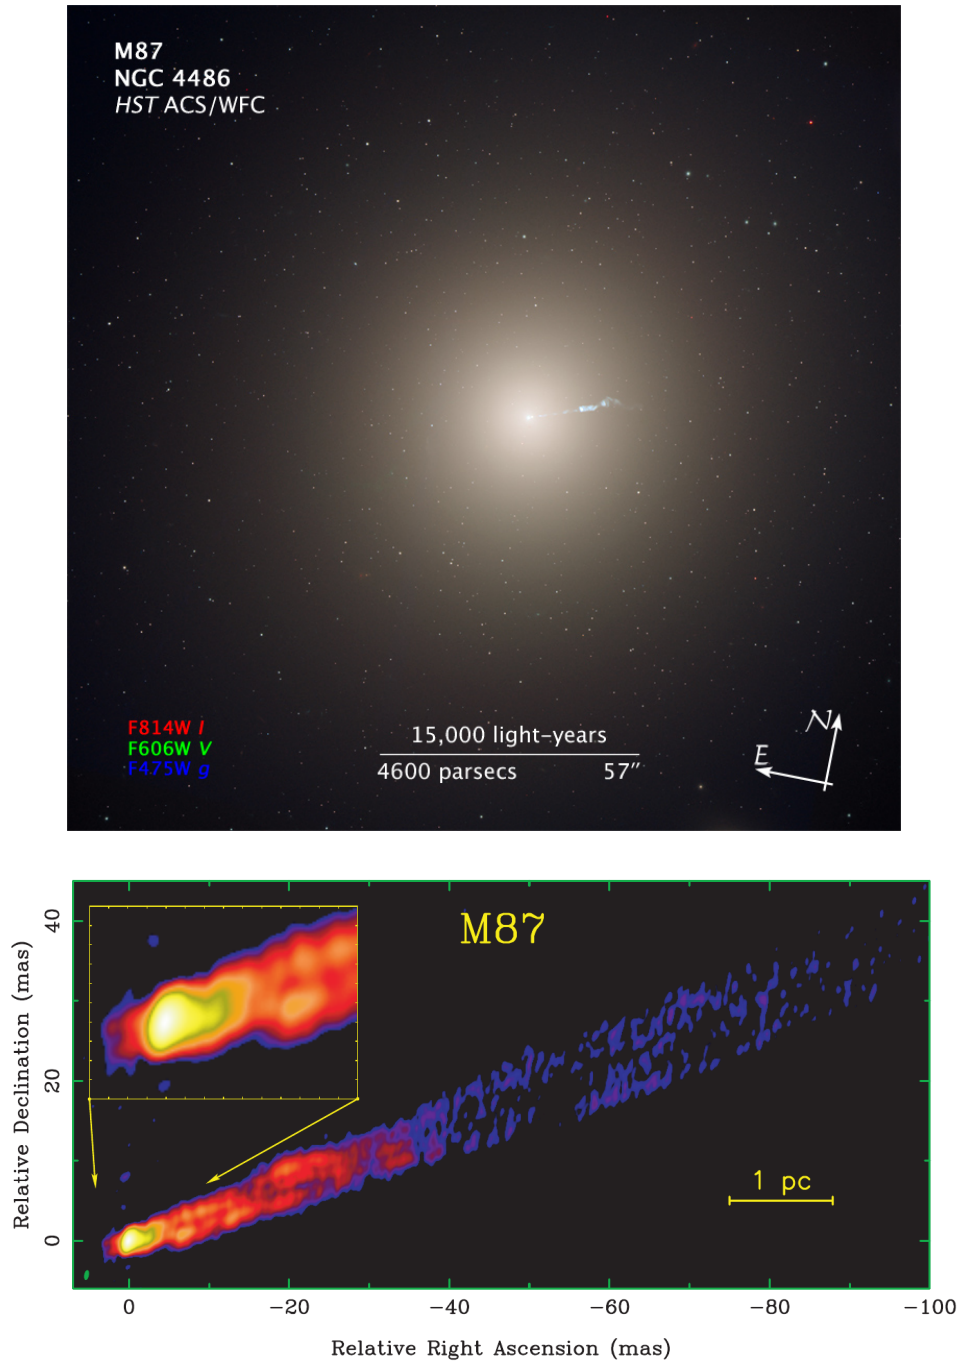 M87
NGC 4486
HST ACS/WFC
F814W I
F606W V
F475W g
15,000 light-years
4600 parsecs 57″
N
E
M87
1 pc
40
20
0
Relative Declination (mas)
0 −20 −40 −60 −80 −100
Relative Right Ascension (mas)